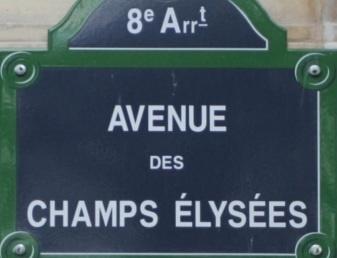 8e Arrt
AVENUE
DES
CHAMPS ÉLYSÉES